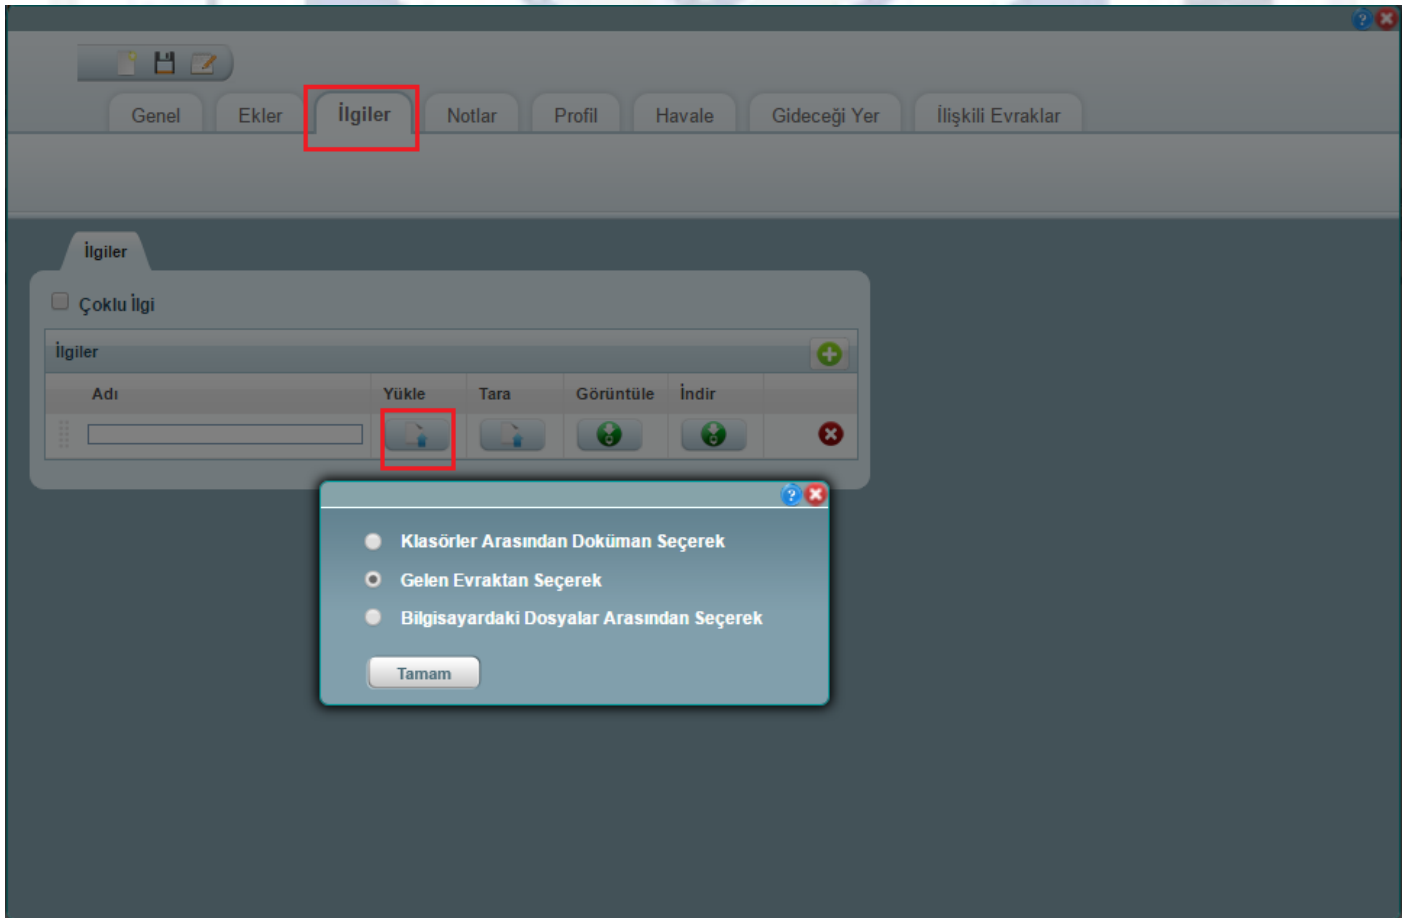 Genel Ekler İlgiler Notlar Profil Havale Gideceği Yer İlişkili Evraklar
İlgiler
Çoklu İlgi
İlgiler
Adı Yükle Tara Görüntüle İndir
Klasörler Arasından Doküman Seçerek
Gelen Evraktan Seçerek
Bilgisayardaki Dosyalar Arasından Seçerek
Tamam